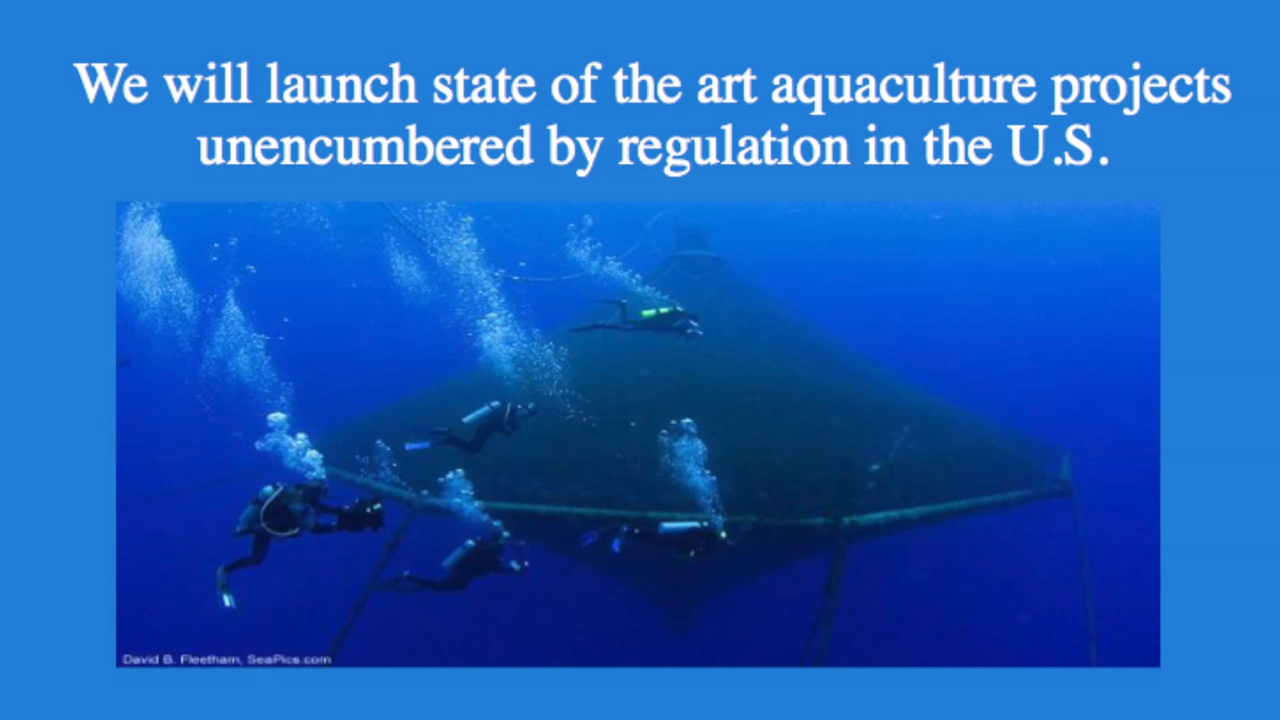 We will launch state of the art aquaculture projects
unencumbered by regulation in the U.S.
David B. Fleetham, SeaPics.com